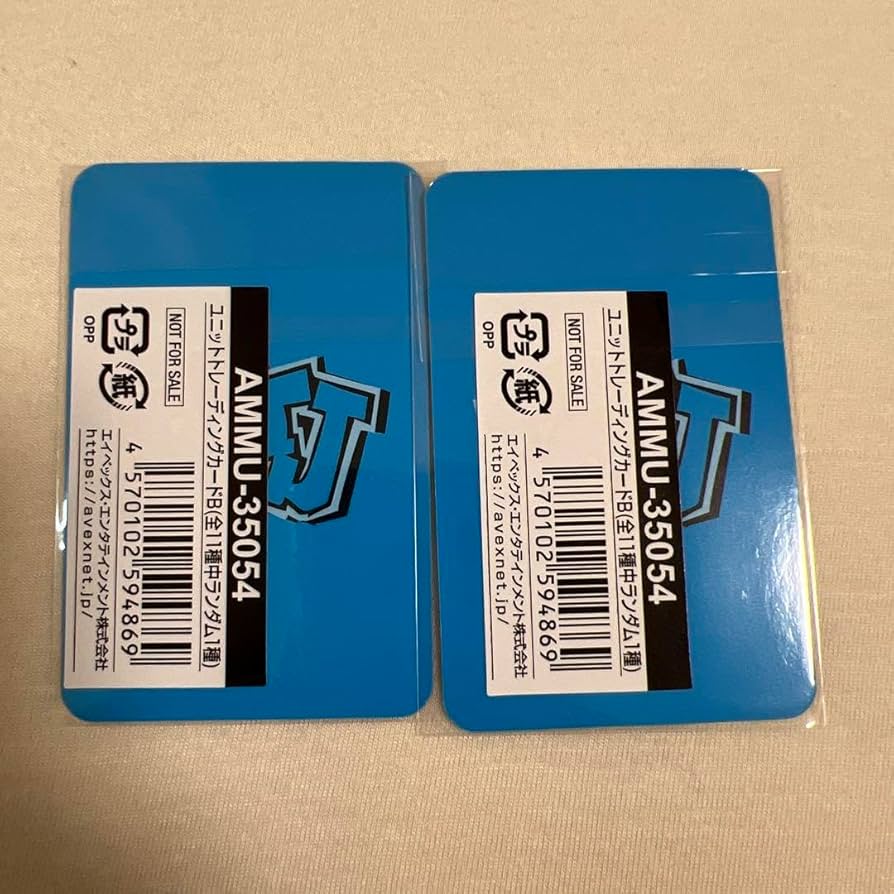 AMMU-35054
ユニットトレーディングカードB(全11種中ランダム1種)
NOT FOR SALE
プラ
紙
OPP
4 570102 594869
エイベックス・エンタテインメント株式会社
https://avexnet.jp/
AMMU-35054
ユニットトレーディングカードB(全11種中ランダム1種)
NOT FOR SALE
プラ
紙
OPP
4 570102 594869
エイベックス・エンタテインメント株式会社
https://avexnet.jp/